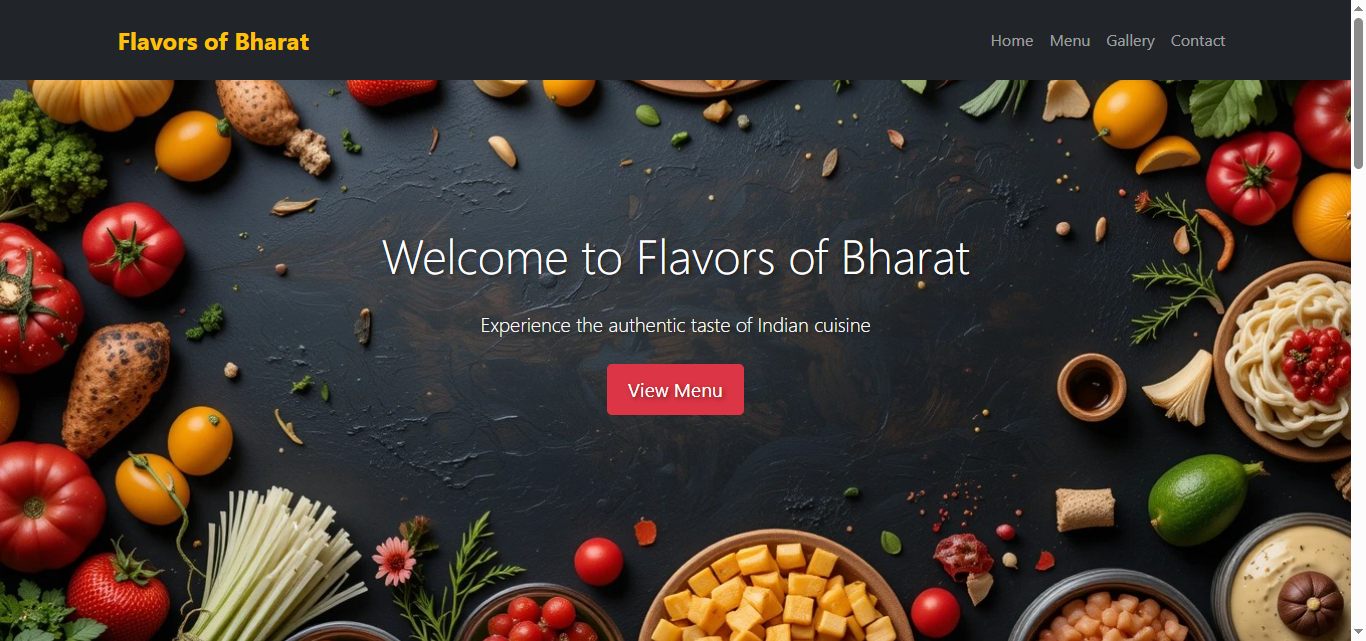 Flavors of Bharat
Home Menu Gallery Contact
Welcome to Flavors of Bharat
Experience the authentic taste of Indian cuisine
View Menu